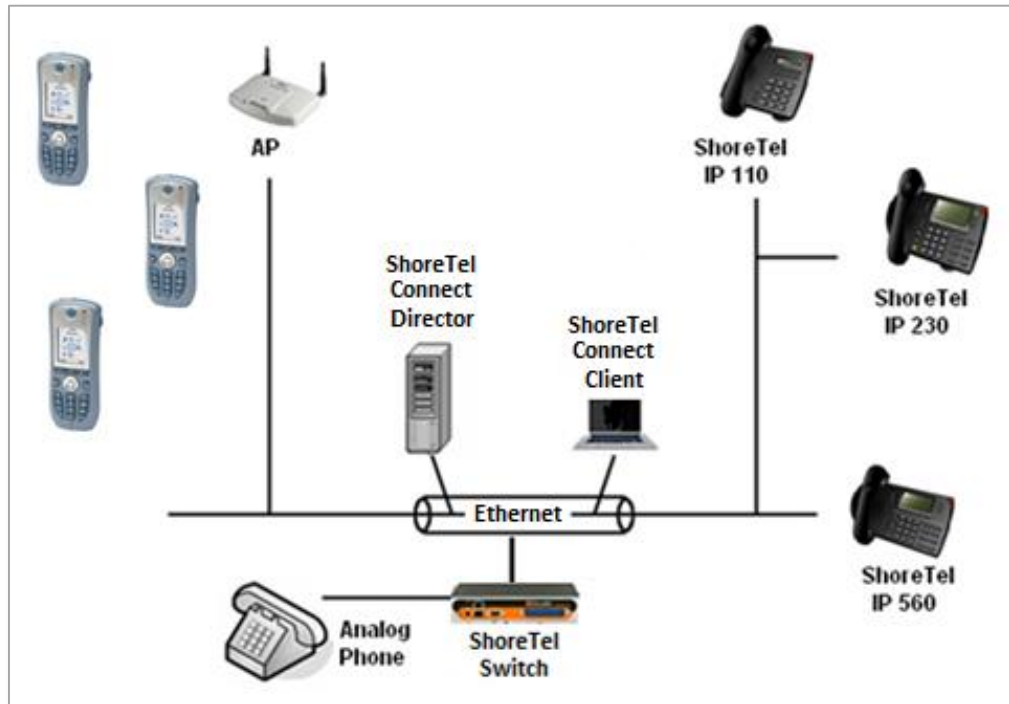 AP
ShoreTel
IP 110
ShoreTel
IP 230
ShoreTel
Connect
Director
ShoreTel
Connect
Client
Ethernet
ShoreTel
IP 560
Analog
Phone
ShoreTel
Switch